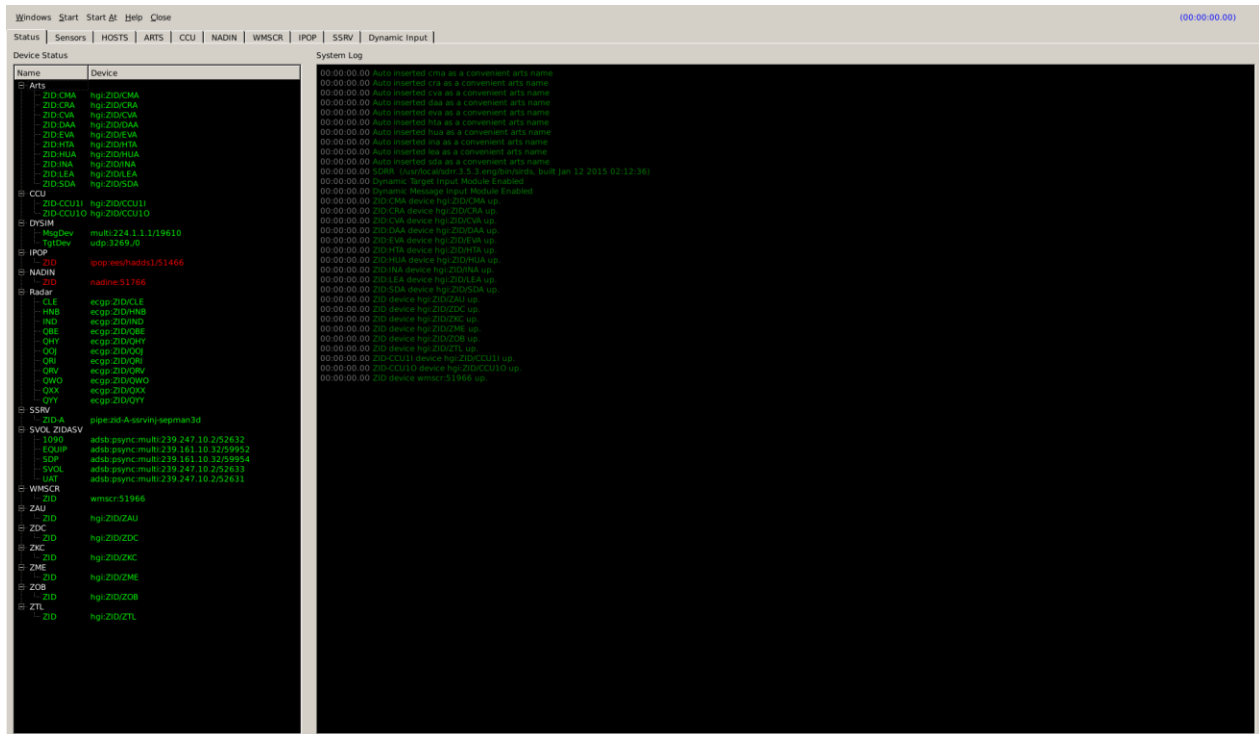 Windows Start Start At Help Close (00:00:00.00)
Status Sensors HOSTS ARTS CCU NADIN WMSCR IPOP SSRV Dynamic Input
Device Status
Name Device
Arts
ZID:CMA hgi:ZID/CMA
ZID:CRA hgi:ZID/CRA
ZID:CVA hgi:ZID/CVA
ZID:DAA hgi:ZID/DAA
ZID:EVA hgi:ZID/EVA
ZID:HTA hgi:ZID/HTA
ZID:HUA hgi:ZID/HUA
ZID:INA hgi:ZID/INA
ZID:LEA hgi:ZID/LEA
ZID:SDA hgi:ZID/SDA
CCU
ZID-CCU1I hgi:ZID/CCU1I
ZID-CCU1O hgi:ZID/CCU1O
DYSIM
MsgDev multi:224.1.1.1/19610
TgtDev udp:3269,/0
IPOP
ZID ipop:ees/hadds1/51466
NADIN
ZID nadine:51766
Radar
CLE ecgp:ZID/CLE
HNB ecgp:ZID/HNB
IND ecgp:ZID/IND
QBE ecgp:ZID/QBE
QHY ecgp:ZID/QHY
QOJ ecgp:ZID/QOJ
QRI ecgp:ZID/QRI
QRV ecgp:ZID/QRV
QWO ecgp:ZID/QWO
QXX ecgp:ZID/QXX
QYY ecgp:ZID/QYY
SSRV
ZID-A pipe:zid-A-ssrvinj-sepman3d
SVOL ZIDASV
1090 adsb:psync:multi:239.247.10.2/52632
EQUIP adsb:psync:multi:239.161.10.32/59952
SDP adsb:psync:multi:239.161.10.32/59954
SVOL adsb:psync:multi:239.247.10.2/52633
UAT adsb:psync:multi:239.247.10.2/52631
WMSCR
ZID wmscr:51966
ZAU
ZID hgi:ZID/ZAU
ZDC
ZID hgi:ZID/ZDC
ZKC
ZID hgi:ZID/ZKC
ZME
ZID hgi:ZID/ZME
ZOB
ZID hgi:ZID/ZOB
ZTL
ZID hgi:ZID/ZTL
System Log
00:00:00.00 Auto inserted cma as a convenient arts name
00:00:00.00 Auto inserted cra as a convenient arts name
00:00:00.00 Auto inserted cva as a convenient arts name
00:00:00.00 Auto inserted daa as a convenient arts name
00:00:00.00 Auto inserted eva as a convenient arts name
00:00:00.00 Auto inserted hta as a convenient arts name
00:00:00.00 Auto inserted hua as a convenient arts name
00:00:00.00 Auto inserted ina as a convenient arts name
00:00:00.00 Auto inserted lea as a convenient arts name
00:00:00.00 Auto inserted sda as a convenient arts name
00:00:00.00 SDRR (/usr/local/sdrr.3.5.3.eng/bin/sirds, built Jan 12 2015 02:12:36)
00:00:00.00 Dynamic Target Input Module Enabled
00:00:00.00 Dynamic Message Input Module Enabled
00:00:00.00 ZID:CMA device hgi:ZID/CMA up.
00:00:00.00 ZID:CRA device hgi:ZID/CRA up.
00:00:00.00 ZID:CVA device hgi:ZID/CVA up.
00:00:00.00 ZID:DAA device hgi:ZID/DAA up.
00:00:00.00 ZID:EVA device hgi:ZID/EVA up.
00:00:00.00 ZID:HTA device hgi:ZID/HTA up.
00:00:00.00 ZID:HUA device hgi:ZID/HUA up.
00:00:00.00 ZID:INA device hgi:ZID/INA up.
00:00:00.00 ZID:LEA device hgi:ZID/LEA up.
00:00:00.00 ZID:SDA device hgi:ZID/SDA up.
00:00:00.00 ZID device hgi:ZID/ZAU up.
00:00:00.00 ZID device hgi:ZID/ZDC up.
00:00:00.00 ZID device hgi:ZID/ZKC up.
00:00:00.00 ZID device hgi:ZID/ZME up.
00:00:00.00 ZID device hgi:ZID/ZOB up.
00:00:00.00 ZID device hgi:ZID/ZTL up.
00:00:00.00 ZID-CCU1I device hgi:ZID/CCU1I up.
00:00:00.00 ZID-CCU1O device hgi:ZID/CCU1O up.
00:00:00.00 ZID device wmscr:51966 up.